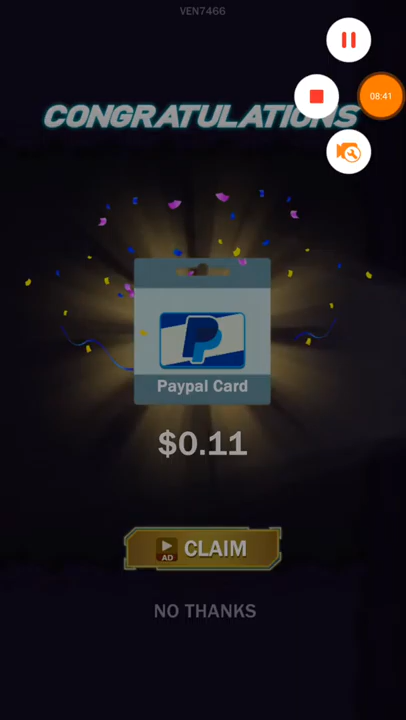 VEN7466
CONGRATULATIONS
08:41
Paypal Card
$0.11
AD
CLAIM
NO THANKS